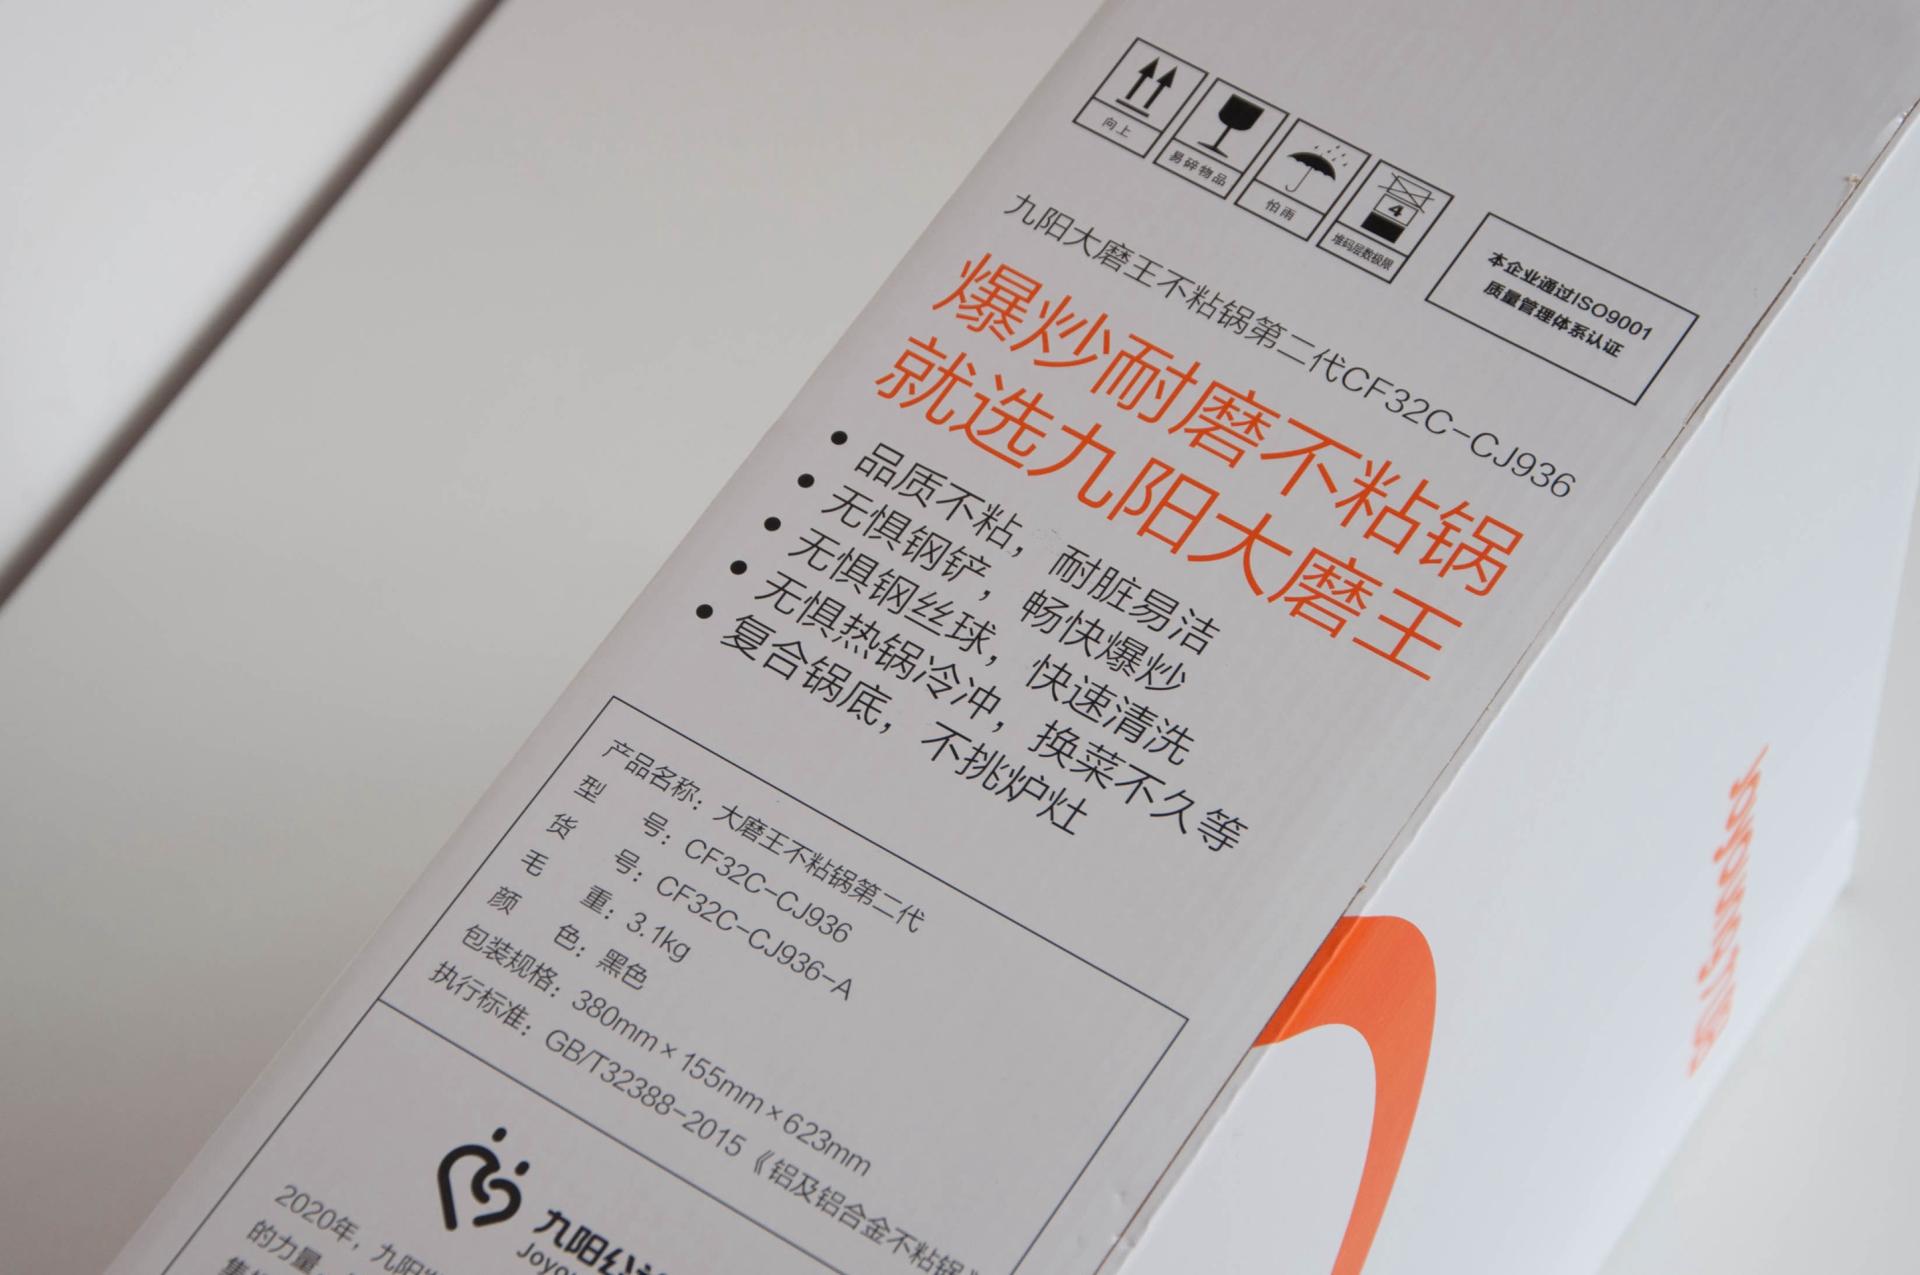 向上
易碎物品
怕雨
4
堆码层数极限
本企业通过ISO9001
质量管理体系认证
九阳大磨王不粘锅第二代CF32C-CJ936
爆炒耐磨不粘锅
就选九阳大磨王
• 品质不粘，耐脏易洁
• 无惧钢铲，畅快爆炒
• 无惧钢丝球，快速清洗
• 无惧热锅冷冲，换菜不久等
• 复合锅底，不挑炉灶
产品名称：大磨王不粘锅第二代
型 号：CF32C-CJ936
货 号：CF32C-CJ936-A
毛 重：3.1kg
颜 色：黑色
包装规格：380mm×155mm×623mm
执行标准：GB/T32388-2015《铝及铝合金不粘锅》
九阳公
Joyo
2020年，九阳
的力量